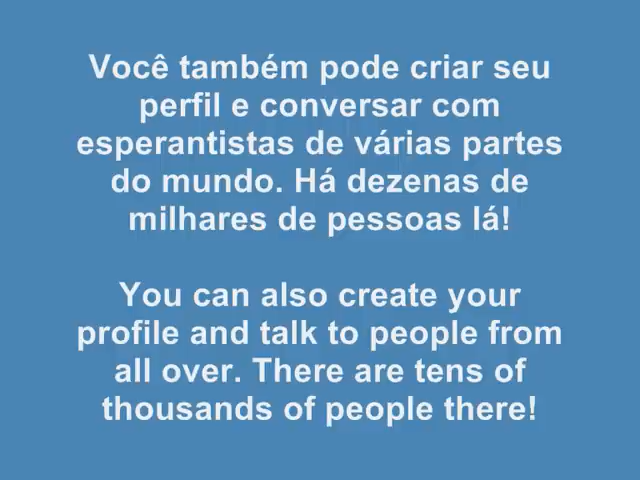 Você também pode criar seu
perfil e conversar com
esperantistas de várias partes
do mundo. Há dezenas de
milhares de pessoas lá!
You can also create your
profile and talk to people from
all over. There are tens of
thousands of people there!